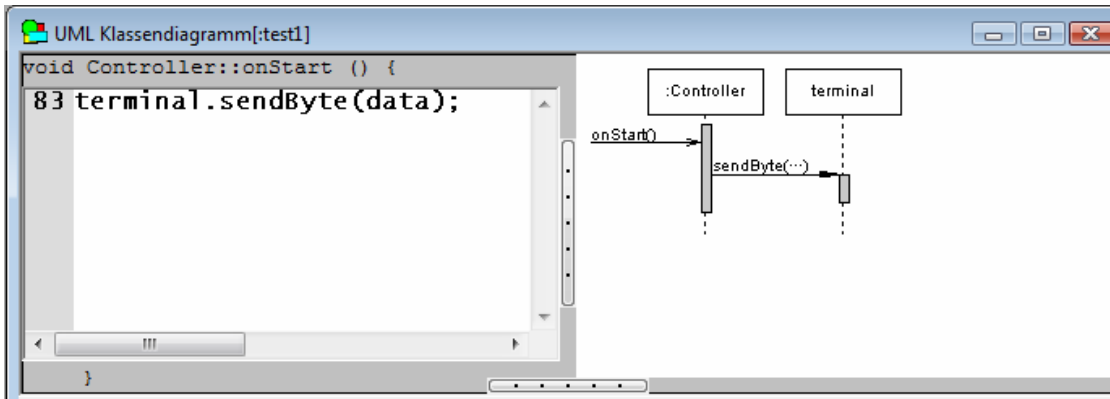 UML Klassendiagramm[:test1]
void Controller::onStart () {
83 terminal.sendByte(data);
}
:Controller
terminal
onStart()
sendByte(···)